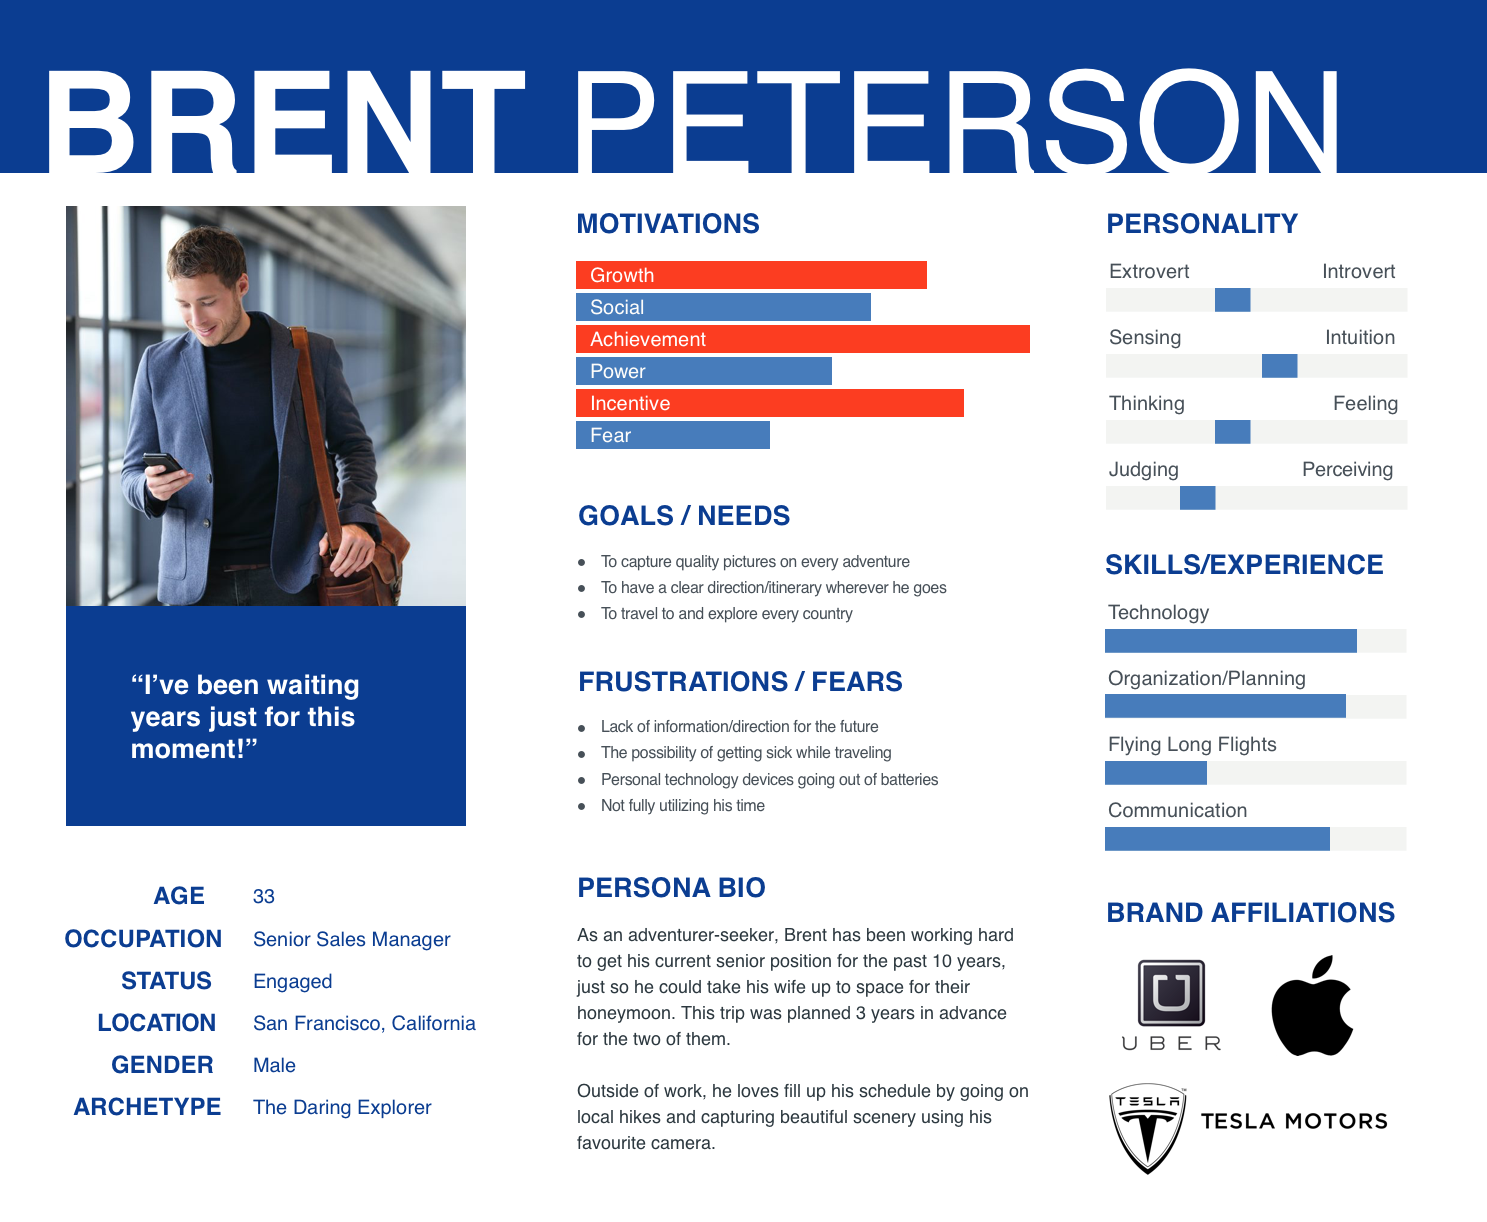 BRENT PETERSON
“I’ve been waiting
years just for this
moment!”
AGE 33
OCCUPATION Senior Sales Manager
STATUS Engaged
LOCATION San Francisco, California
GENDER Male
ARCHETYPE The Daring Explorer
MOTIVATIONS
Growth
Social
Achievement
Power
Incentive
Fear
GOALS / NEEDS
• To capture quality pictures on every adventure
• To have a clear direction/itinerary wherever he goes
• To travel to and explore every country
FRUSTRATIONS / FEARS
• Lack of information/direction for the future
• The possibility of getting sick while traveling
• Personal technology devices going out of batteries
• Not fully utilizing his time
PERSONA BIO
As an adventurer-seeker, Brent has been working hard
to get his current senior position for the past 10 years,
just so he could take his wife up to space for their
honeymoon. This trip was planned 3 years in advance
for the two of them.
Outside of work, he loves fill up his schedule by going on
local hikes and capturing beautiful scenery using his
favourite camera.
PERSONALITY
Extrovert Introvert
Sensing Intuition
Thinking Feeling
Judging Perceiving
SKILLS/EXPERIENCE
Technology
Organization/Planning
Flying Long Flights
Communication
BRAND AFFILIATIONS
U
UBER
TESLA ™
TESLA MOTORS